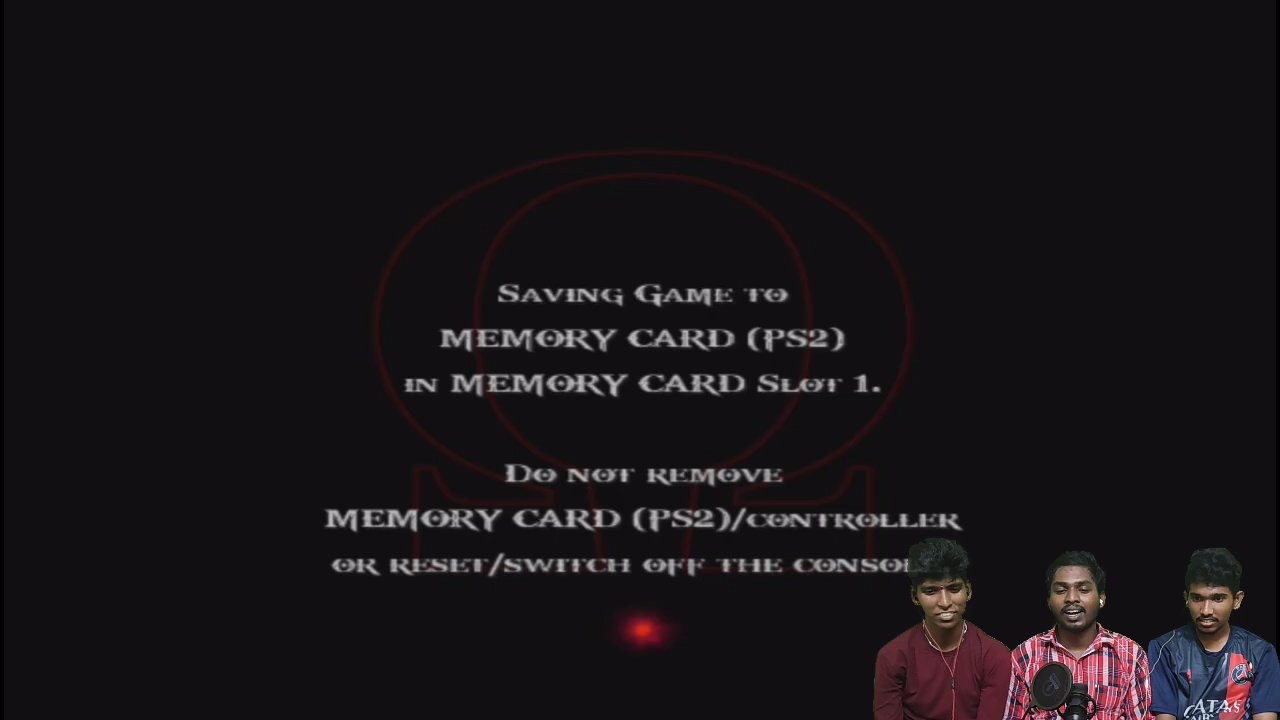 Saving Game to
MEMORY CARD (PS2)
in MEMORY CARD Slot 1.
Do not remove
MEMORY CARD (PS2)/controller
or reset/switch off the